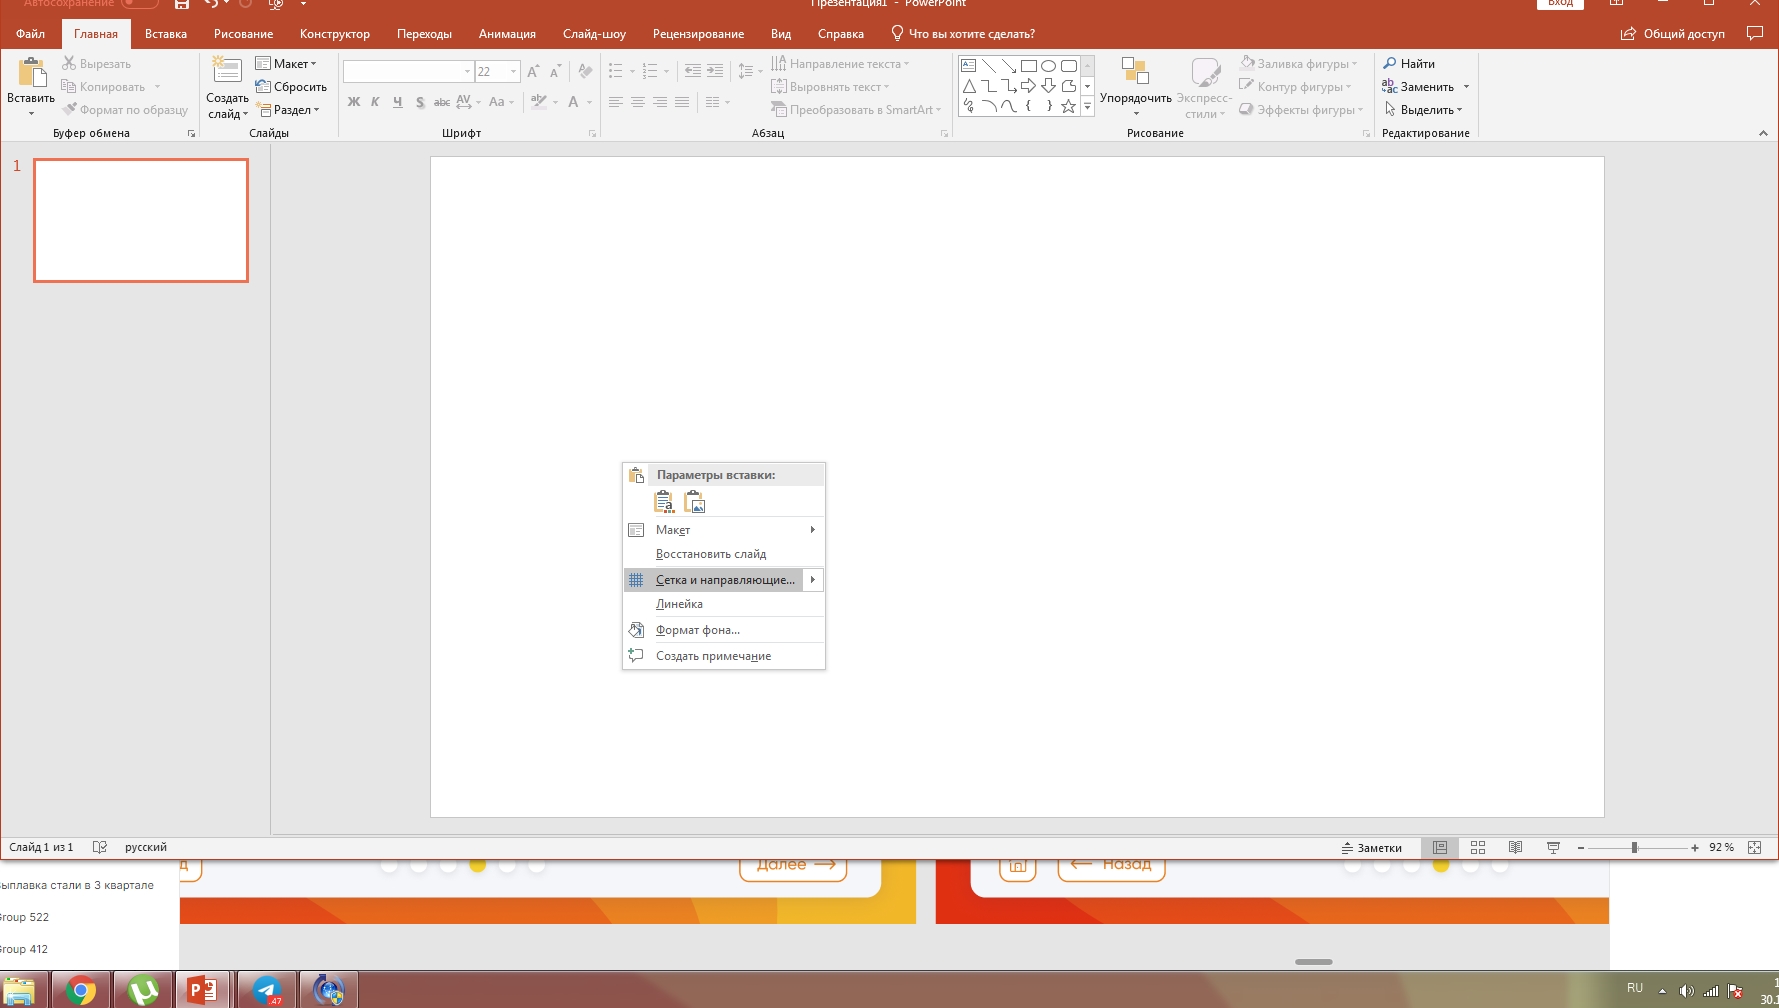 Автосохранение
Презентация1 - PowerPoint
Вход
Файл Главная Вставка Рисование Конструктор Переходы Анимация Слайд-шоу Рецензирование Вид Справка Что вы хотите сделать? Общий доступ
Вставить
Вырезать
Копировать
Формат по образцу
Буфер обмена
Создать слайд
Макет
Сбросить
Раздел
Слайды
22
Ж К Ч S abc AV Aa А
Шрифт
Направление текста
Выровнять текст
Преобразовать в SmartArt
Абзац
Упорядочить
Экспресс-стили
Заливка фигуры
Контур фигуры
Эффекты фигуры
Рисование
Найти
Заменить
Выделить
Редактирование
1
Параметры вставки:
Макет
Восстановить слайд
Сетка и направляющие...
Линейка
Формат фона...
Создать примечание
Слайд 1 из 1 русский Заметки 92 %
Далее
Назад
стали в 3 квартале
522
412
47
RU